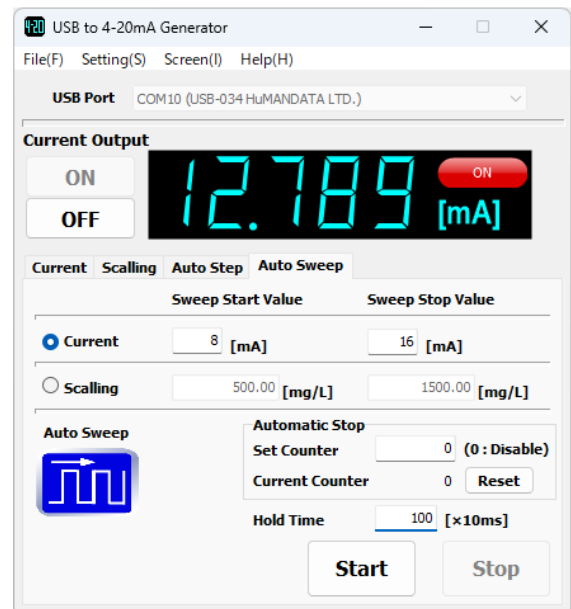 4-20 USB to 4-20mA Generator
File(F) Setting(S) Screen(I) Help(H)
USB Port COM10 (USB-034 HuMANDATA LTD.)
Current Output
ON
OFF
12.789 ON
[mA]
Current Scalling Auto Step Auto Sweep
Sweep Start Value Sweep Stop Value
Current 8 [mA] 16 [mA]
Scalling 500.00 [mg/L] 1500.00 [mg/L]
Auto Sweep
Automatic Stop
Set Counter 0 (0 : Disable)
Current Counter 0 Reset
Hold Time 100 [×10ms]
Start Stop